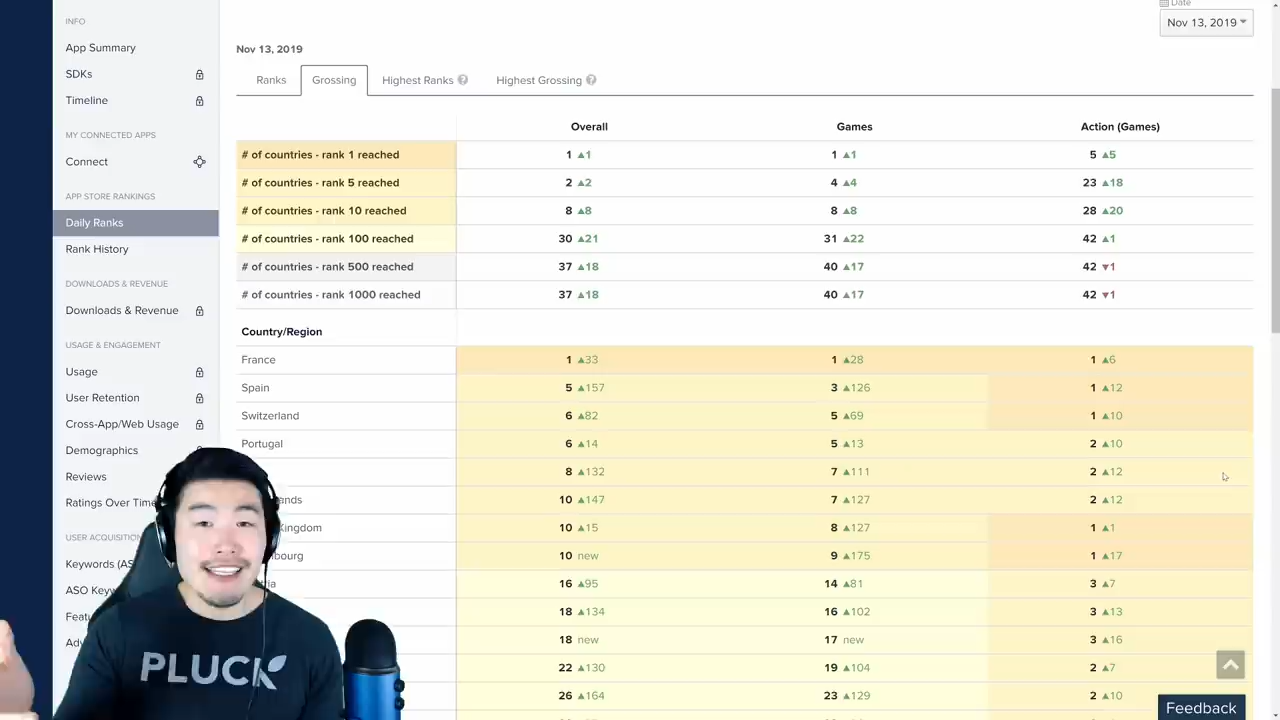 Date
Nov 13, 2019
INFO
App Summary
SDKs
Timeline
MY CONNECTED APPS
Connect
APP STORE RANKINGS
Daily Ranks
Rank History
DOWNLOADS & REVENUE
Downloads & Revenue
USAGE & ENGAGEMENT
Usage
User Retention
Cross-App/Web Usage
Demographics
Reviews
Ratings Over Time
USER ACQUISITION
Keywords (AS
ASO Keyw
Featu
Adv
Nov 13, 2019
Ranks Grossing Highest Ranks ? Highest Grossing ?
Overall Games Action (Games)
# of countries - rank 1 reached 1 ▲1 1 ▲1 5 ▲5
# of countries - rank 5 reached 2 ▲2 4 ▲4 23 ▲18
# of countries - rank 10 reached 8 ▲8 8 ▲8 28 ▲20
# of countries - rank 100 reached 30 ▲21 31 ▲22 42 ▲1
# of countries - rank 500 reached 37 ▲18 40 ▲17 42 ▼1
# of countries - rank 1000 reached 37 ▲18 40 ▲17 42 ▼1
Country/Region
France 1 ▲33 1 ▲28 1 ▲6
Spain 5 ▲157 3 ▲126 1 ▲12
Switzerland 6 ▲82 5 ▲69 1 ▲10
Portugal 6 ▲14 5 ▲13 2 ▲10
8 ▲132 7 ▲111 2 ▲12
ands 10 ▲147 7 ▲127 2 ▲12
Kingdom 10 ▲15 8 ▲127 1 ▲1
bourg 10 new 9 ▲175 1 ▲17
tria 16 ▲95 14 ▲81 3 ▲7
18 ▲134 16 ▲102 3 ▲13
18 new 17 new 3 ▲16
22 ▲130 19 ▲104 2 ▲7
26 ▲164 23 ▲129 2 ▲10
PLUCK
Feedback